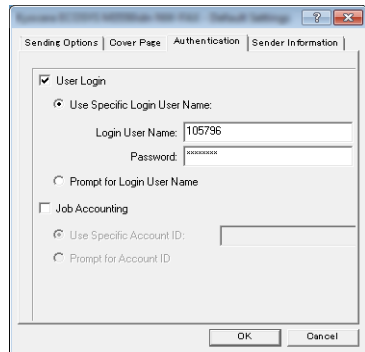 Sending Options Cover Page Authentication Sender Information
User Login
Use Specific Login User Name:
Login User Name: 105796
Password: xxxxxxxx
Prompt for Login User Name
Job Accounting
Use Specific Account ID:
Prompt for Account ID
OK Cancel